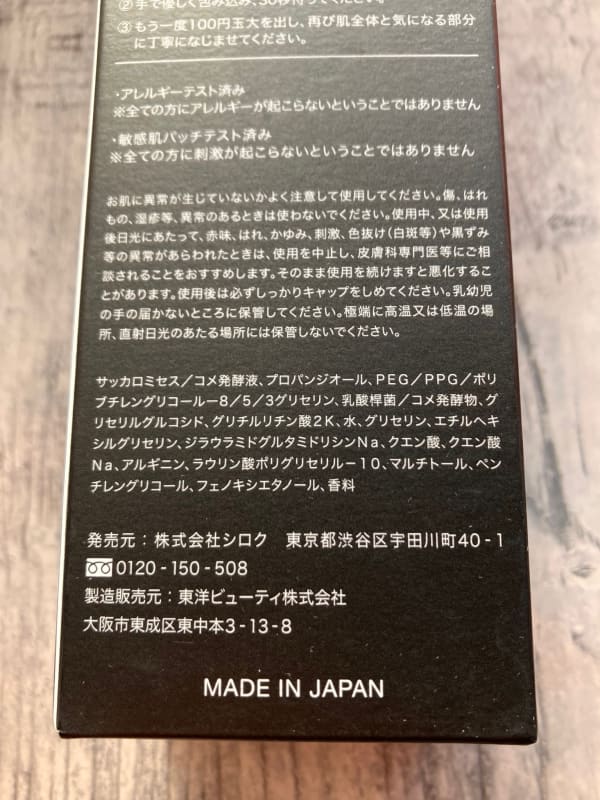 ②手で優しく包み込み、30秒待ってください。
③もう一度100円玉大を出し、再び肌全体と気になる部分
に丁寧になじませてください。
・アレルギーテスト済み
※全ての方にアレルギーが起こらないということではありません
・敏感肌パッチテスト済み
※全ての方に刺激が起こらないということではありません
お肌に異常が生じていないかよく注意して使用してください。傷、はれ
もの、湿疹等、異常のあるときは使わないでください。使用中、又は使用
後日光にあたって、赤味、はれ、かゆみ、刺激、色抜け(白斑等)や黒ずみ
等の異常があらわれたときは、使用を中止し、皮膚科専門医等にご相
談されることをおすすめします。そのまま使用を続けますと悪化するこ
とがあります。使用後は必ずしっかりキャップをしめてください。乳幼児
の手の届かないところに保管してください。極端に高温又は低温の場
所、直射日光のあたる場所には保管しないでください。
サッカロミセス/コメ発酵液、プロパンジオール、PEG/PPG/ポリ
ブチレングリコールー8/5/3グリセリン、乳酸桿菌/コメ発酵物、グ
リセリルグルコシド、グリチルリチン酸2K、水、グリセリン、エチルヘキ
シルグリセリン、ジラウラミドグルタミドリシンNa、クエン酸、クエン酸
Na、アルギニン、ラウリン酸ポリグリセリルー10、マルチトール、ペン
チレングリコール、フェノキシエタノール、香料
発売元:株式会社シロク 東京都渋谷区宇田川町40-1
0120-150-508
製造販売元:東洋ビューティ株式会社
大阪市東成区東中本3-13-8
MADE IN JAPAN